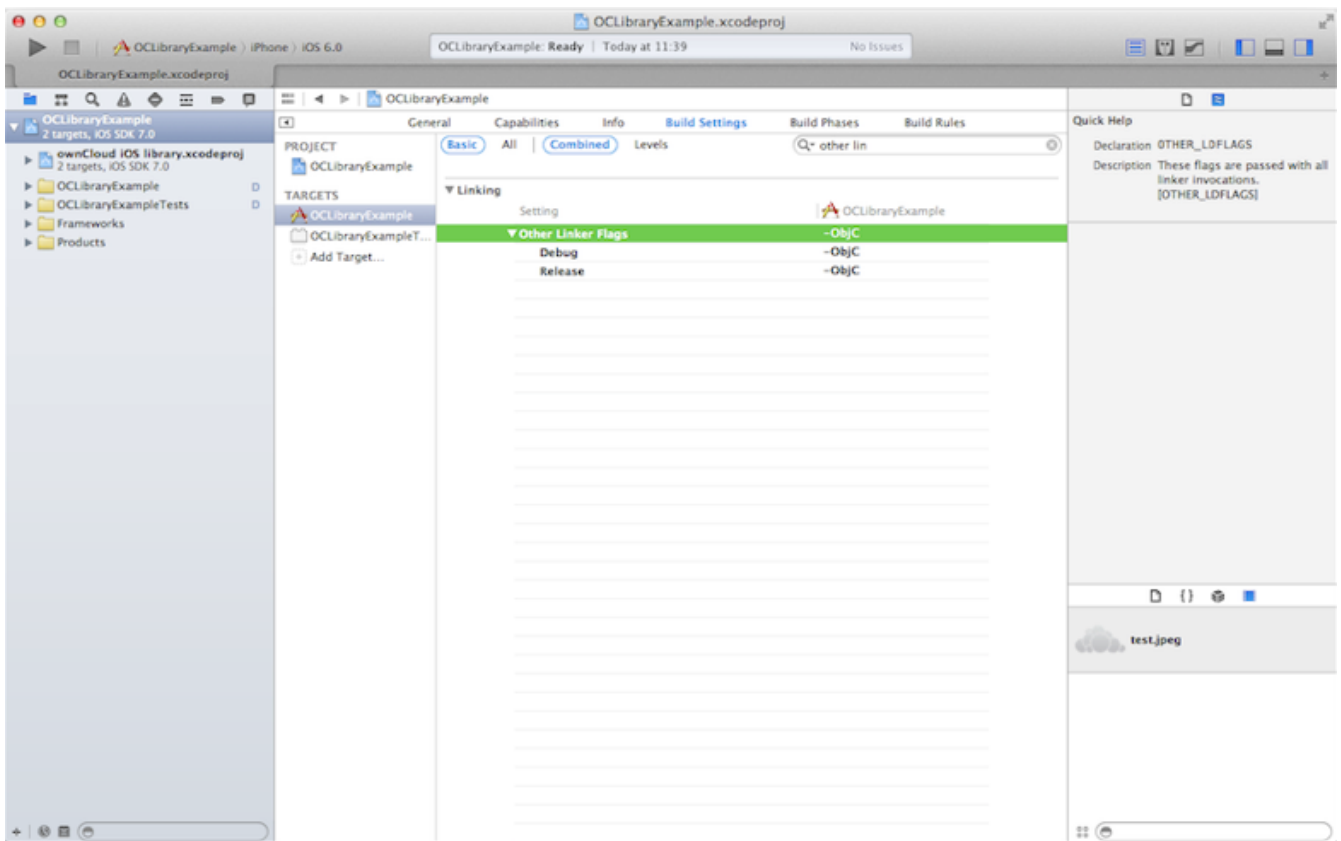 OCLibraryExample.xcodeproj
OCLibraryExample iPhone iOS 6.0
OCLibraryExample: Ready | Today at 11:39 No Issues
OCLibraryExample.xcodeproj
OCLibraryExample
2 targets, iOS SDK 7.0
ownCloud iOS library.xcodeproj
2 targets, iOS SDK 7.0
OCLibraryExample D
OCLibraryExampleTests D
Frameworks
Products
OCLibraryExample
General Capabilities Info Build Settings Build Phases Build Rules
PROJECT
OCLibraryExample
TARGETS
OCLibraryExample
OCLibraryExampleT...
Add Target...
Basic All Combined Levels other lin
Linking
Setting OCLibraryExample
Other Linker Flags -ObjC
Debug -ObjC
Release -ObjC
Quick Help
Declaration OTHER_LDFLAGS
Description These flags are passed with all
linker invocations.
[OTHER_LDFLAGS]
{}
test.jpeg